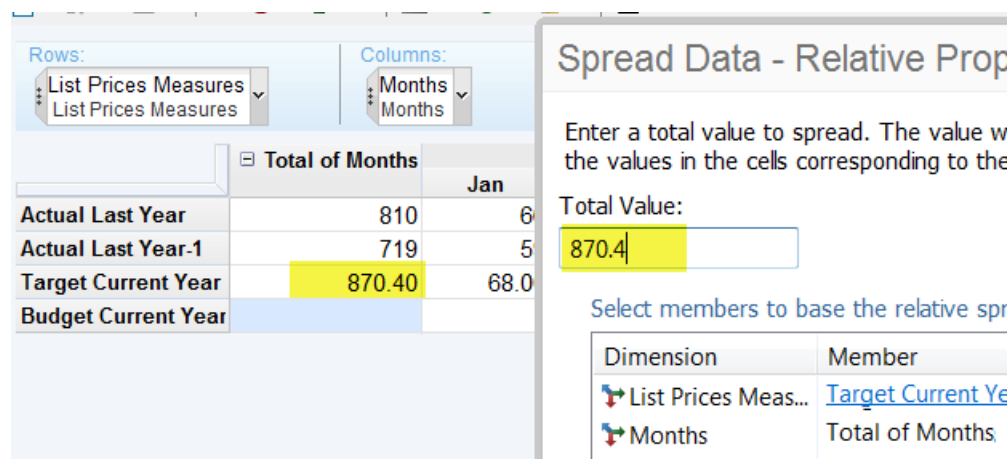 Rows:
List Prices Measures
List Prices Measures
Columns:
Months
Months
Total of Months
Jan
Actual Last Year 810
Actual Last Year-1 719
Target Current Year 870.40 68.0
Budget Current Year
Spread Data - Relative Prop
Enter a total value to spread. The value w
the values in the cells corresponding to the
Total Value:
870.4
Select members to base the relative spr
Dimension Member
List Prices Meas... Target Current Ye
Months Total of Months